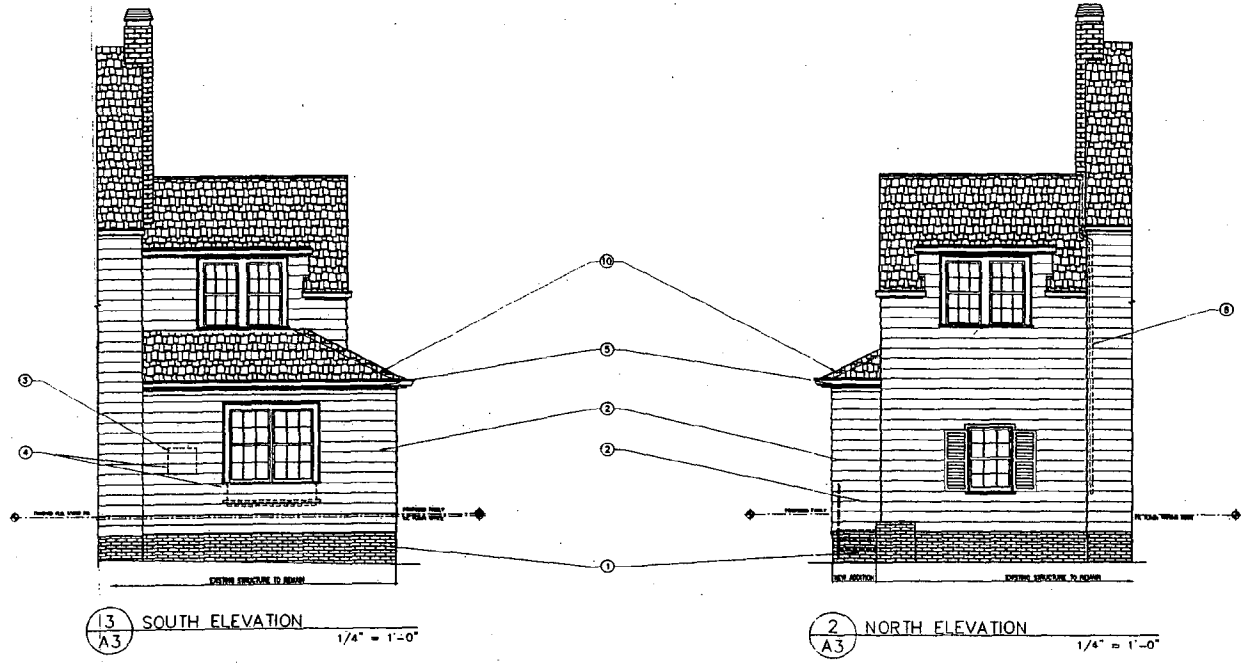 10
5
3
2
4
2
1
EXISTING STRUCTURE TO REMAIN
13
A3
SOUTH ELEVATION
1/4" = 1'-0"
6
NEW ADDITION
EXISTING STRUCTURE TO REMAIN
2
A3
NORTH ELEVATION
1/4" = 1'-0"